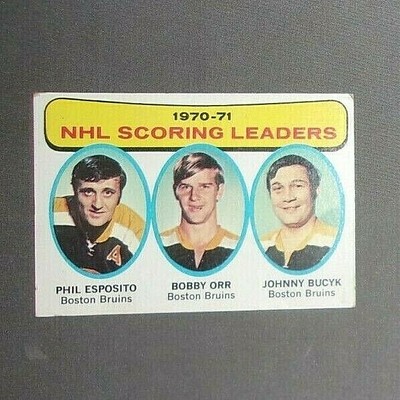 1970-71
NHL SCORING LEADERS
PHIL ESPOSITO
Boston Bruins
BOBBY ORR
Boston Bruins
JOHNNY BUCYK
Boston Bruins
A